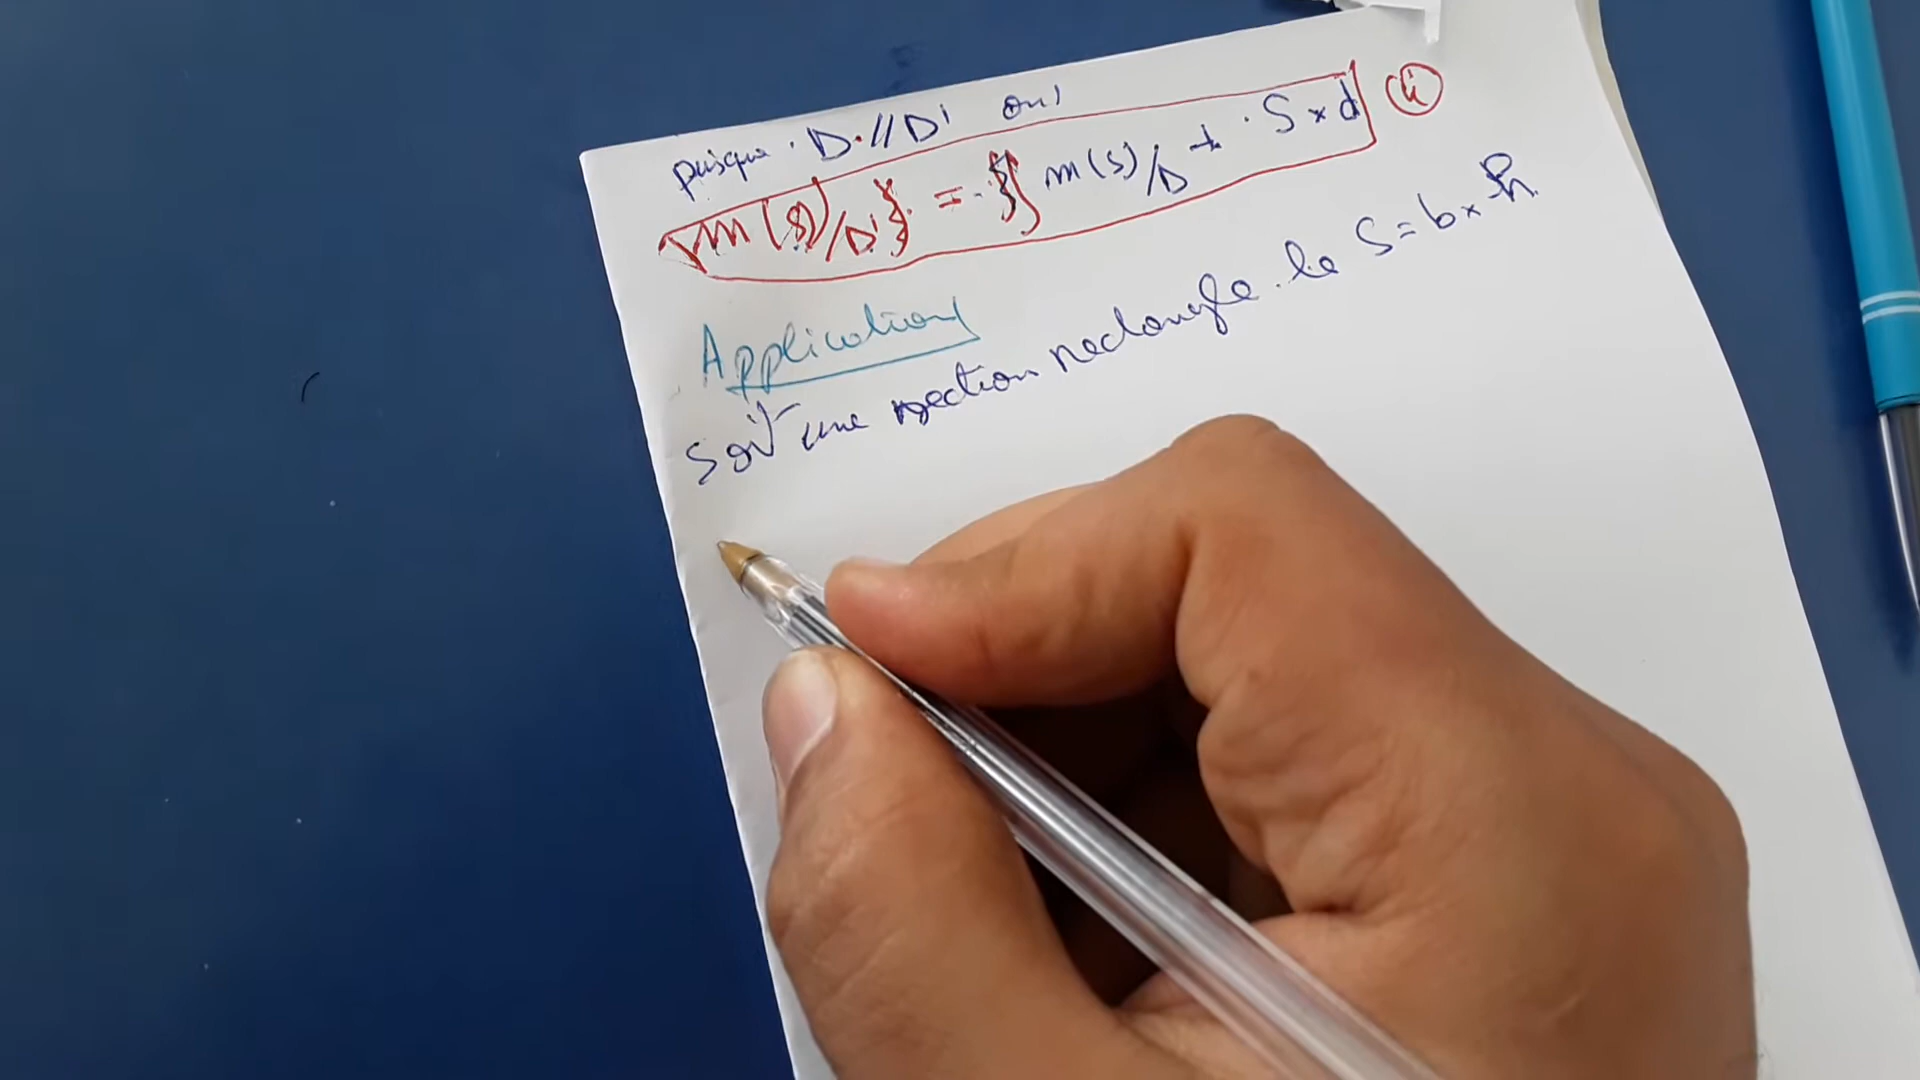 puisque . D // D' on
m(S)/D' = m(S)/D + S × d
Application
Soit une section rectangle de S = b × h